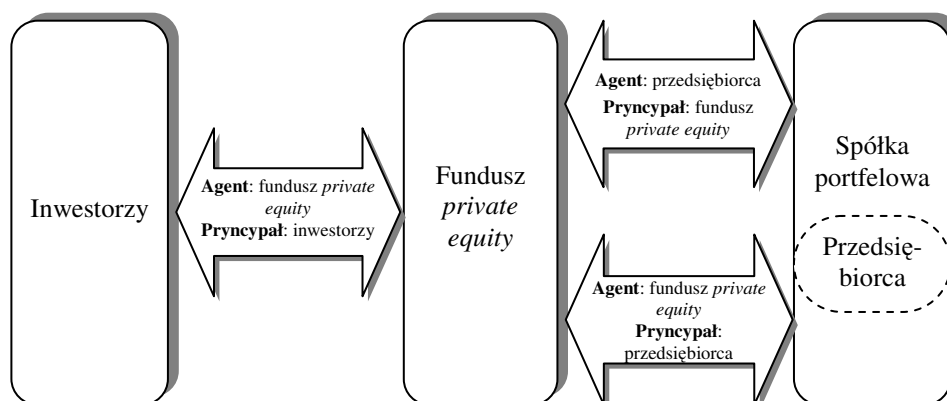 Inwestorzy
Agent: fundusz private
equity
Pryncypał: inwestorzy
Fundusz
private
equity
Agent: przedsiębiorca
Pryncypał: fundusz
private equity
Agent: fundusz private
equity
Pryncypał:
przedsiębiorca
Spółka
portfelowa
Przedsię-
biorca